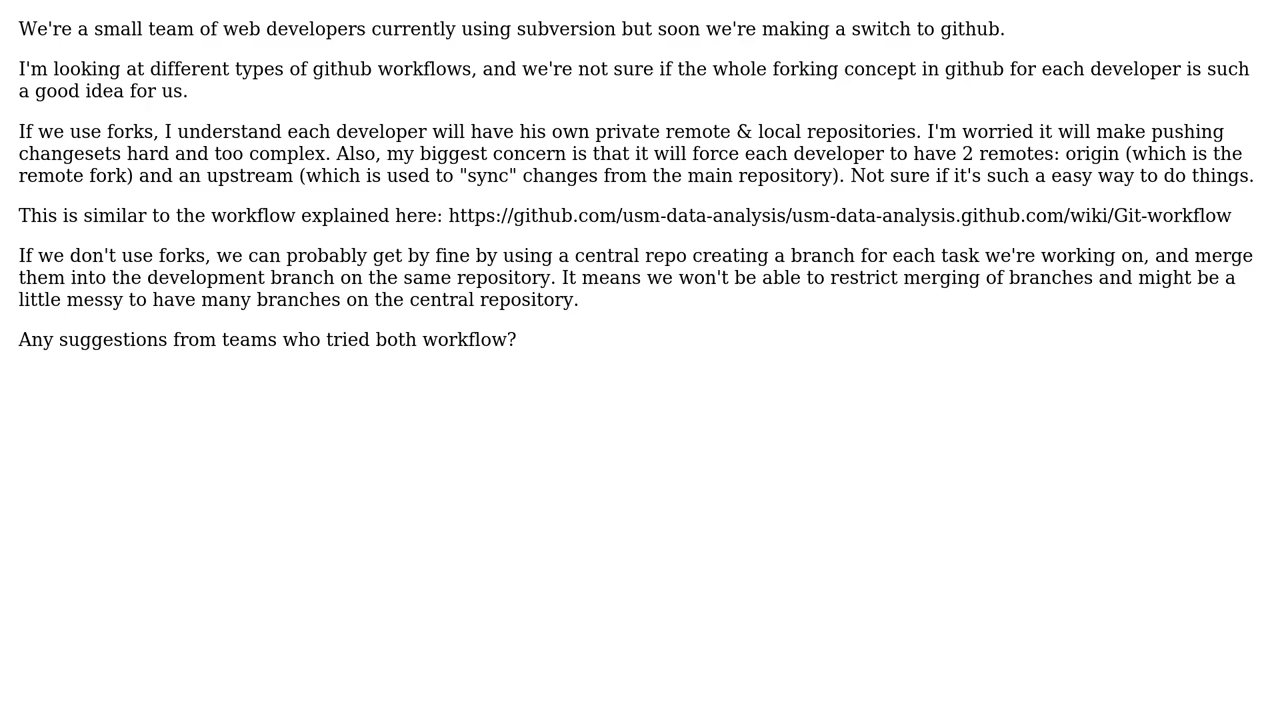 We're a small team of web developers currently using subversion but soon we're making a switch to github.
I'm looking at different types of github workflows, and we're not sure if the whole forking concept in github for each developer is such
a good idea for us.
If we use forks, I understand each developer will have his own private remote & local repositories. I'm worried it will make pushing
changesets hard and too complex. Also, my biggest concern is that it will force each developer to have 2 remotes: origin (which is the
remote fork) and an upstream (which is used to "sync" changes from the main repository). Not sure if it's such a easy way to do things.
This is similar to the workflow explained here: https://github.com/usm-data-analysis/usm-data-analysis.github.com/wiki/Git-workflow
If we don't use forks, we can probably get by fine by using a central repo creating a branch for each task we're working on, and merge
them into the development branch on the same repository. It means we won't be able to restrict merging of branches and might be a
little messy to have many branches on the central repository.
Any suggestions from teams who tried both workflow?